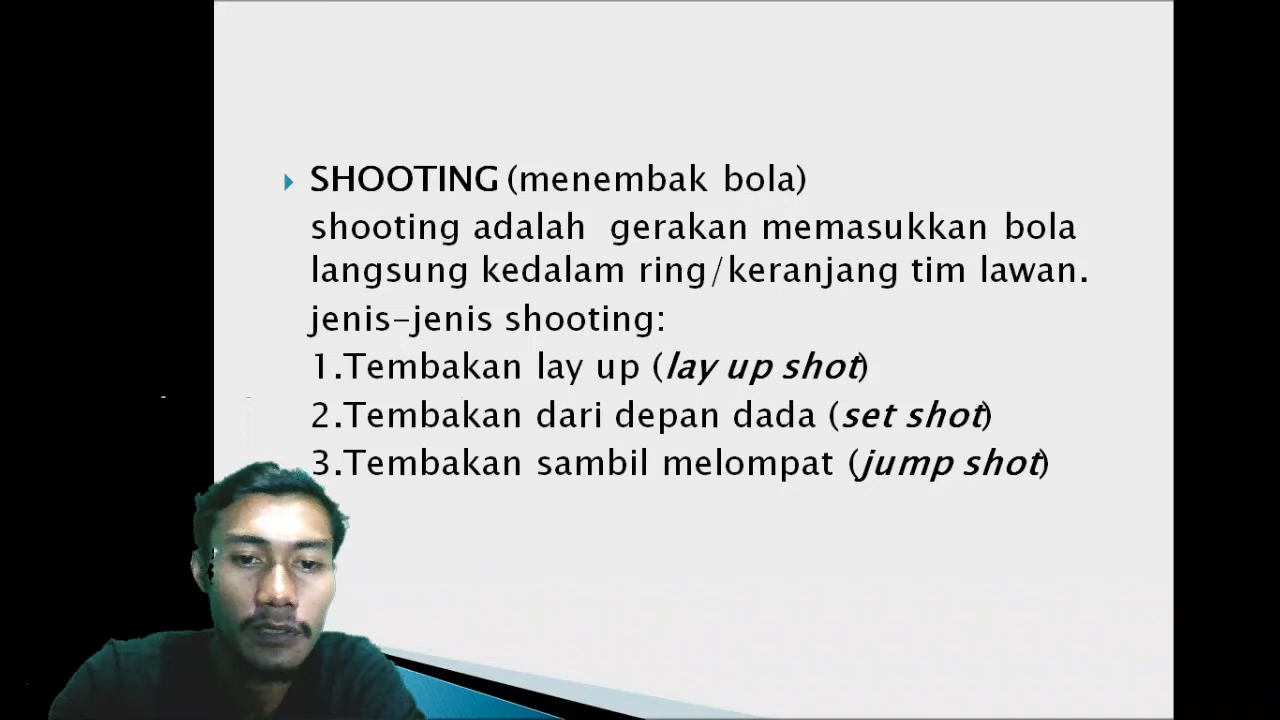 SHOOTING (menembak bola)
shooting adalah gerakan memasukkan bola
langsung kedalam ring/keranjang tim lawan.
jenis-jenis shooting:
1.Tembakan lay up (lay up shot)
2.Tembakan dari depan dada (set shot)
3.Tembakan sambil melompat (jump shot)